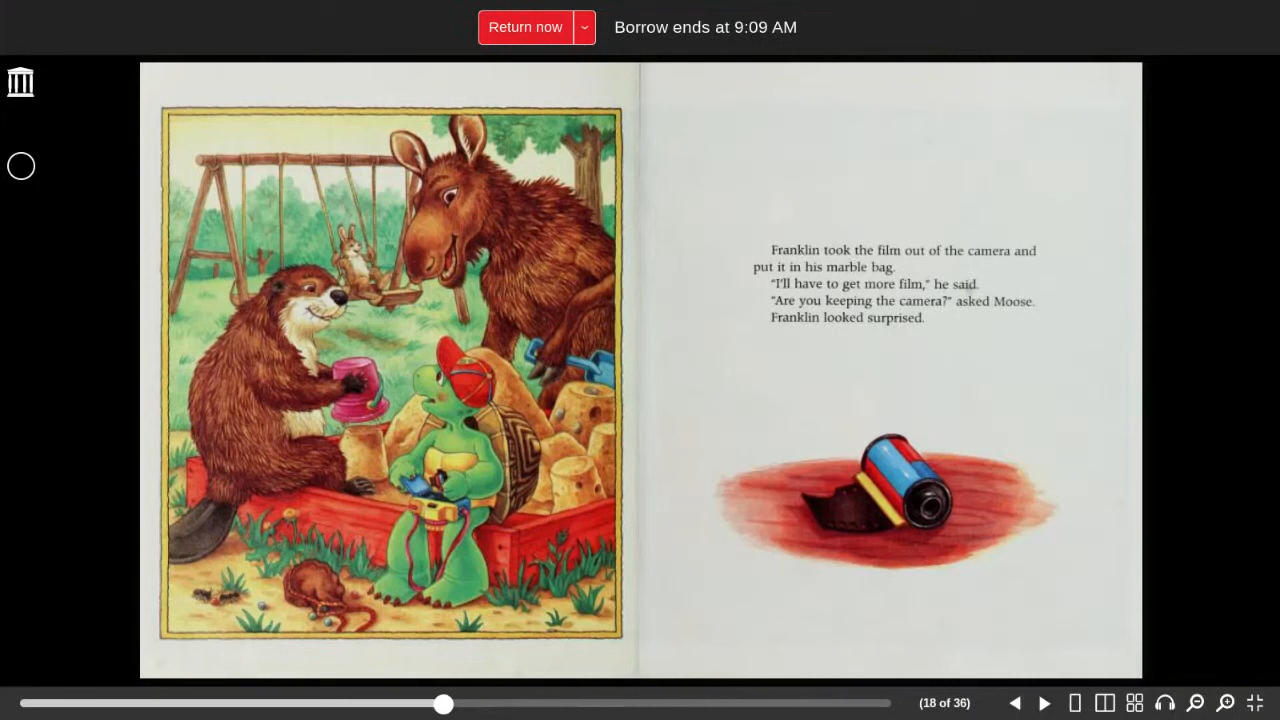 Return now
Borrow ends at 9:09 AM
Franklin took the film out of the camera and
put it in his marble bag.
"I'll have to get more film," he said.
"Are you keeping the camera?" asked Moose.
Franklin looked surprised.
(18 of 36)